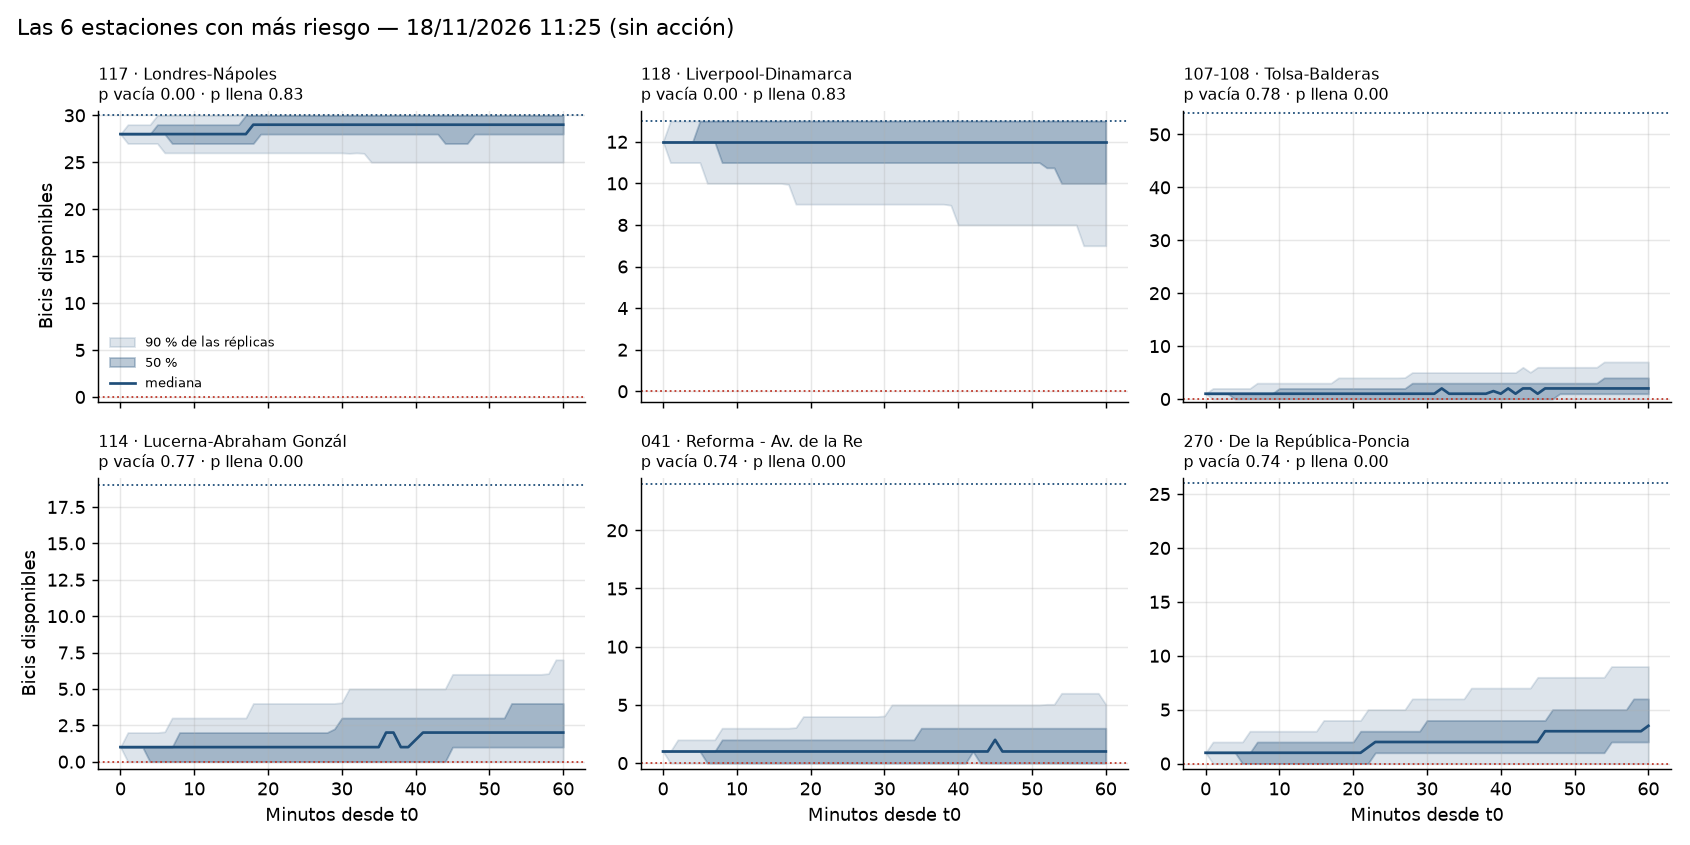 Las 6 estaciones con más riesgo — 18/11/2026 11:25 (sin acción)
117 · Londres-Nápoles
p vacía 0.00 · p llena 0.83
118 · Liverpool-Dinamarca
p vacía 0.00 · p llena 0.83
107-108 · Tolsa-Balderas
p vacía 0.78 · p llena 0.00
Bicis disponibles
30
25
20
15
10
5
0
90 % de las réplicas
50 %
mediana
12
10
8
6
4
2
0
50
40
30
20
10
0
114 · Lucerna-Abraham Gonzál
p vacía 0.77 · p llena 0.00
041 · Reforma - Av. de la Re
p vacía 0.74 · p llena 0.00
270 · De la República-Poncia
p vacía 0.74 · p llena 0.00
Bicis disponibles
17.5
15.0
12.5
10.0
7.5
5.0
2.5
0.0
0 10 20 30 40 50 60
Minutos desde t0
20
15
10
5
0
0 10 20 30 40 50 60
Minutos desde t0
25
20
15
10
5
0
0 10 20 30 40 50 60
Minutos desde t0